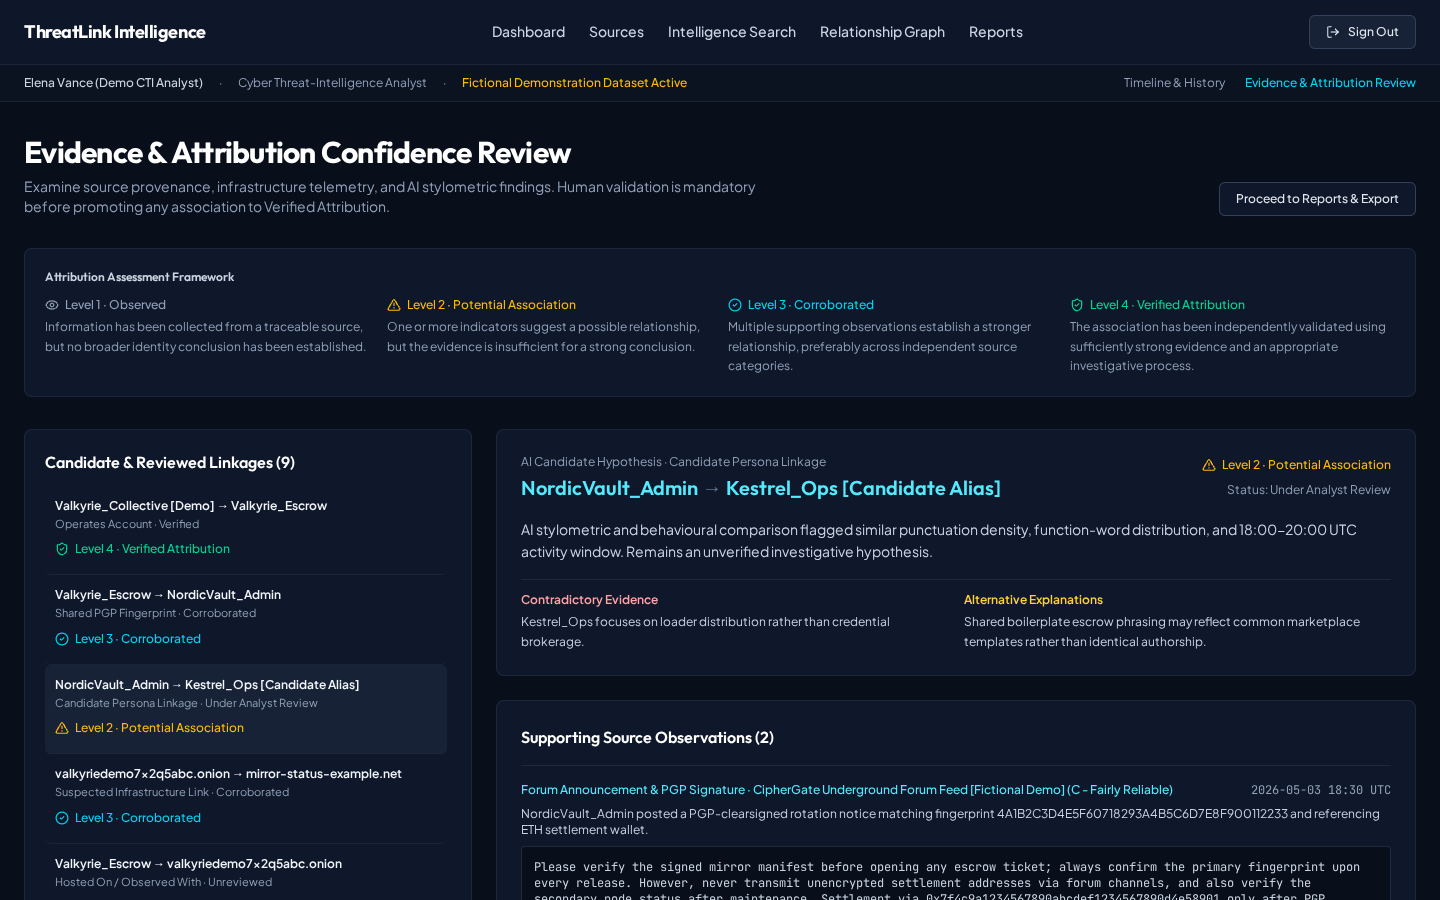 ThreatLink Intelligence
Dashboard
Sources
Intelligence Search
Relationship Graph
Reports
Sign Out
Elena Vance (Demo CTI Analyst) · Cyber Threat-Intelligence Analyst · Fictional Demonstration Dataset Active
Timeline & History
Evidence & Attribution Review
Evidence & Attribution Confidence Review
Examine source provenance, infrastructure telemetry, and AI stylometric findings. Human validation is mandatory
before promoting any association to Verified Attribution.
Proceed to Reports & Export
Attribution Assessment Framework
Level 1 · Observed
Information has been collected from a traceable source,
but no broader identity conclusion has been established.
Level 2 · Potential Association
One or more indicators suggest a possible relationship,
but the evidence is insufficient for a strong conclusion.
Level 3 · Corroborated
Multiple supporting observations establish a stronger
relationship, preferably across independent source
categories.
Level 4 · Verified Attribution
The association has been independently validated using
sufficiently strong evidence and an appropriate
investigative process.
Candidate & Reviewed Linkages (9)
Valkyrie_Collective [Demo] → Valkyrie_Escrow
Operates Account · Verified
Level 4 · Verified Attribution
Valkyrie_Escrow → NordicVault_Admin
Shared PGP Fingerprint · Corroborated
Level 3 · Corroborated
NordicVault_Admin → Kestrel_Ops [Candidate Alias]
Candidate Persona Linkage · Under Analyst Review
Level 2 · Potential Association
valkyriedemo7x2q5abc.onion → mirror-status-example.net
Suspected Infrastructure Link · Corroborated
Level 3 · Corroborated
Valkyrie_Escrow → valkyriedemo7x2q5abc.onion
Hosted On / Observed With · Unreviewed
AI Candidate Hypothesis · Candidate Persona Linkage
NordicVault_Admin → Kestrel_Ops [Candidate Alias]
Level 2 · Potential Association
Status: Under Analyst Review
AI stylometric and behavioural comparison flagged similar punctuation density, function-word distribution, and 18:00–20:00 UTC
activity window. Remains an unverified investigative hypothesis.
Contradictory Evidence
Kestrel_Ops focuses on loader distribution rather than credential
brokerage.
Alternative Explanations
Shared boilerplate escrow phrasing may reflect common marketplace
templates rather than identical authorship.
Supporting Source Observations (2)
Forum Announcement & PGP Signature · CipherGate Underground Forum Feed [Fictional Demo] (C - Fairly Reliable)
2026-05-03 18:30 UTC
NordicVault_Admin posted a PGP-clearsigned rotation notice matching fingerprint 4A1B2C3D4E5F60718293A4B5C6D7E8F900112233 and referencing
ETH settlement wallet.
Please verify the signed mirror manifest before opening any escrow ticket; always confirm the primary fingerprint upon
every release. However, never transmit unencrypted settlement addresses via forum channels, and also verify the
secondary node status after maintenance. Settlement via 0x7f4c9a1234567890abcdef1234567890d4e58901 only after PGP